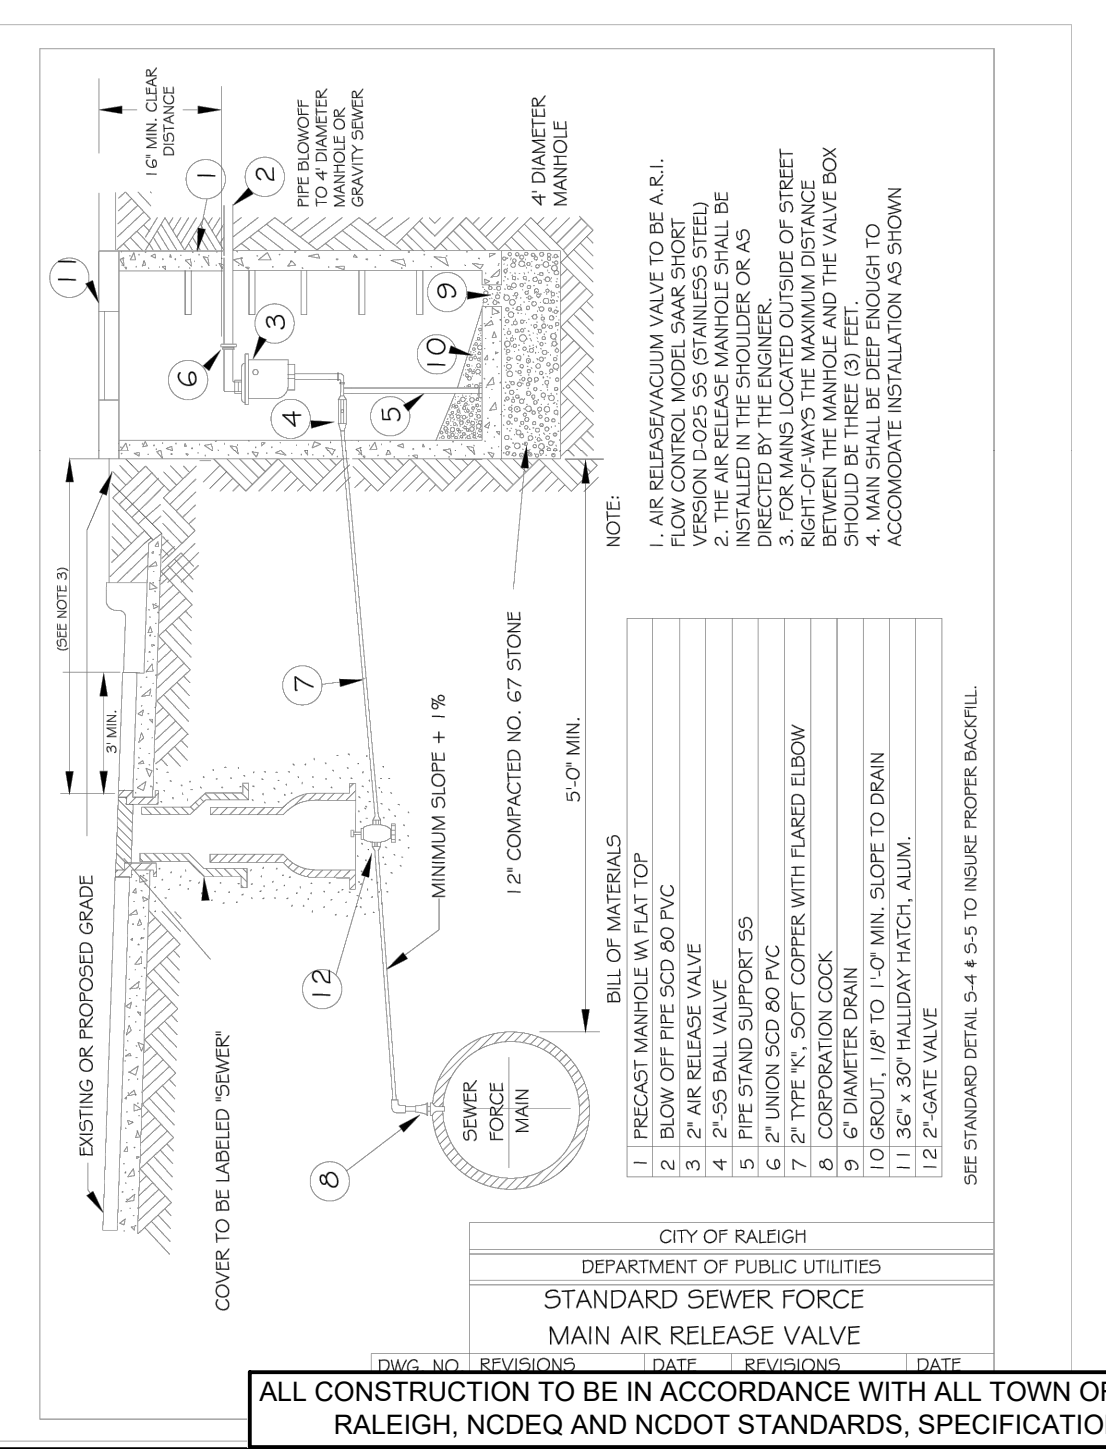 16" MIN. CLEAR
DISTANCE
PIPE BLOWOFF
TO 4' DIAMETER
MANHOLE OR
GRAVITY SEWER
4' DIAMETER
MANHOLE
11
1
2
3
6
4
5
9
10
(SEE NOTE 3)
3' MIN.
7
12
8
EXISTING OR PROPOSED GRADE
COVER TO BE LABELED "SEWER"
MINIMUM SLOPE + 1%
12" COMPACTED NO. 67 STONE
5'-0" MIN.
SEWER
FORCE
MAIN
NOTE:
1. AIR RELEASE/VACUUM VALVE TO BE A.R.I.
FLOW CONTROL MODEL SAAR SHORT
VERSION D-025 SS (STAINLESS STEEL)
2. THE AIR RELEASE MANHOLE SHALL BE
INSTALLED IN THE SHOULDER OR AS
DIRECTED BY THE ENGINEER.
3. FOR MAINS LOCATED OUTSIDE OF STREET
RIGHT-OF-WAYS THE MAXIMUM DISTANCE
BETWEEN THE MANHOLE AND THE VALVE BOX
SHOULD BE THREE (3) FEET.
4. MAIN SHALL BE DEEP ENOUGH TO
ACCOMODATE INSTALLATION AS SHOWN
BILL OF MATERIALS
1 PRECAST MANHOLE W/ FLAT TOP
2 BLOW OFF PIPE SCD 80 PVC
3 2" AIR RELEASE VALVE
4 2"-SS BALL VALVE
5 PIPE STAND SUPPORT SS
6 2" UNION SCD 80 PVC
7 2" TYPE "K", SOFT COPPER WITH FLARED ELBOW
8 CORPORATION COCK
9 6" DIAMETER DRAIN
10 GROUT, 1/8" TO 1'-0" MIN. SLOPE TO DRAIN
11 36" x 30" HALLIDAY HATCH, ALUM.
12 2"-GATE VALVE
SEE STANDARD DETAIL S-4 & S-5 TO INSURE PROPER BACKFILL.
CITY OF RALEIGH
DEPARTMENT OF PUBLIC UTILITIES
STANDARD SEWER FORCE
MAIN AIR RELEASE VALVE
DWG. NO. REVISIONS DATE REVISIONS DATE
ALL CONSTRUCTION TO BE IN ACCORDANCE WITH ALL TOWN OF
RALEIGH, NCDEQ AND NCDOT STANDARDS, SPECIFICATIO